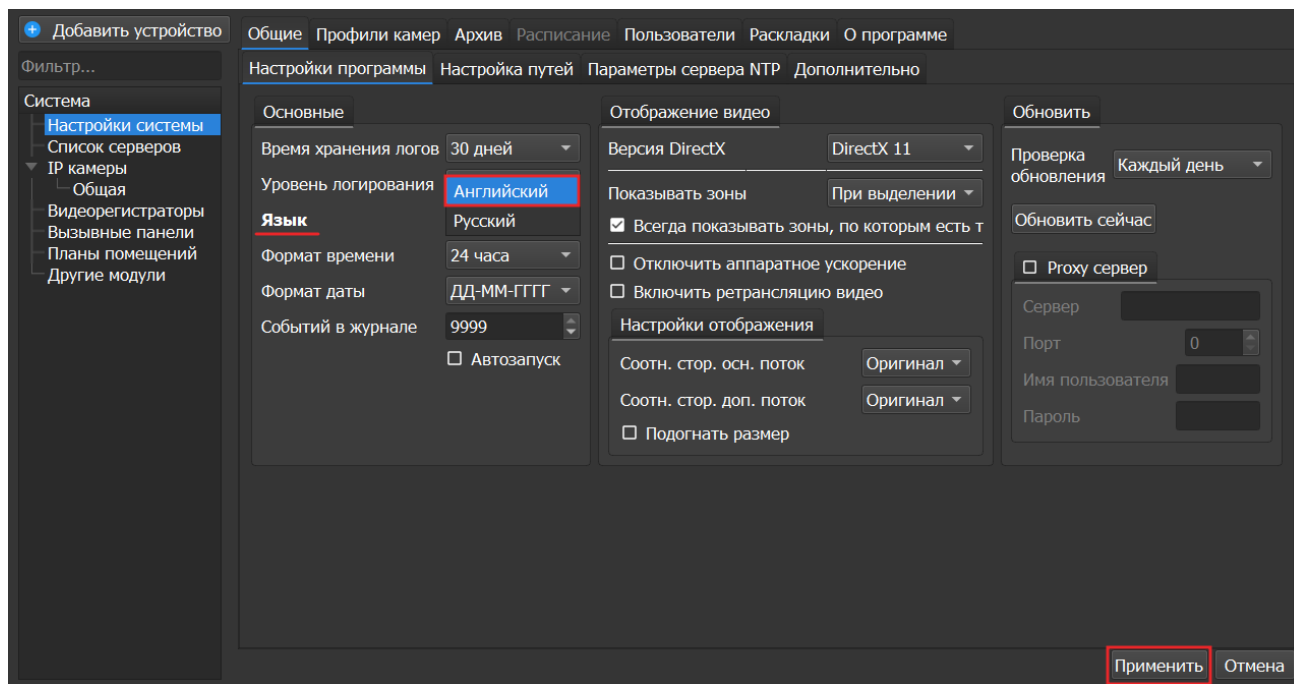 Добавить устройство
Фильтр...
Система
Настройки системы
Список серверов
IP камеры
Общая
Видеорегистраторы
Вызывные панели
Планы помещений
Другие модули
Общие Профили камер Архив Расписание Пользователи Раскладки О программе
Настройки программы Настройка путей Параметры сервера NTP Дополнительно
Основные
Время хранения логов 30 дней
Уровень логирования
Английский
Язык Русский
Формат времени 24 часа
Формат даты ДД-ММ-ГГГГ
Событий в журнале 9999
Автозапуск
Отображение видео
Версия DirectX DirectX 11
Показывать зоны При выделении
Всегда показывать зоны, по которым есть т
Отключить аппаратное ускорение
Включить ретрансляцию видео
Настройки отображения
Соотн. стор. осн. поток Оригинал
Соотн. стор. доп. поток Оригинал
Подогнать размер
Обновить
Проверка
обновления Каждый день
Обновить сейчас
Proxy сервер
Сервер
Порт 0
Имя пользователя
Пароль
Применить Отмена